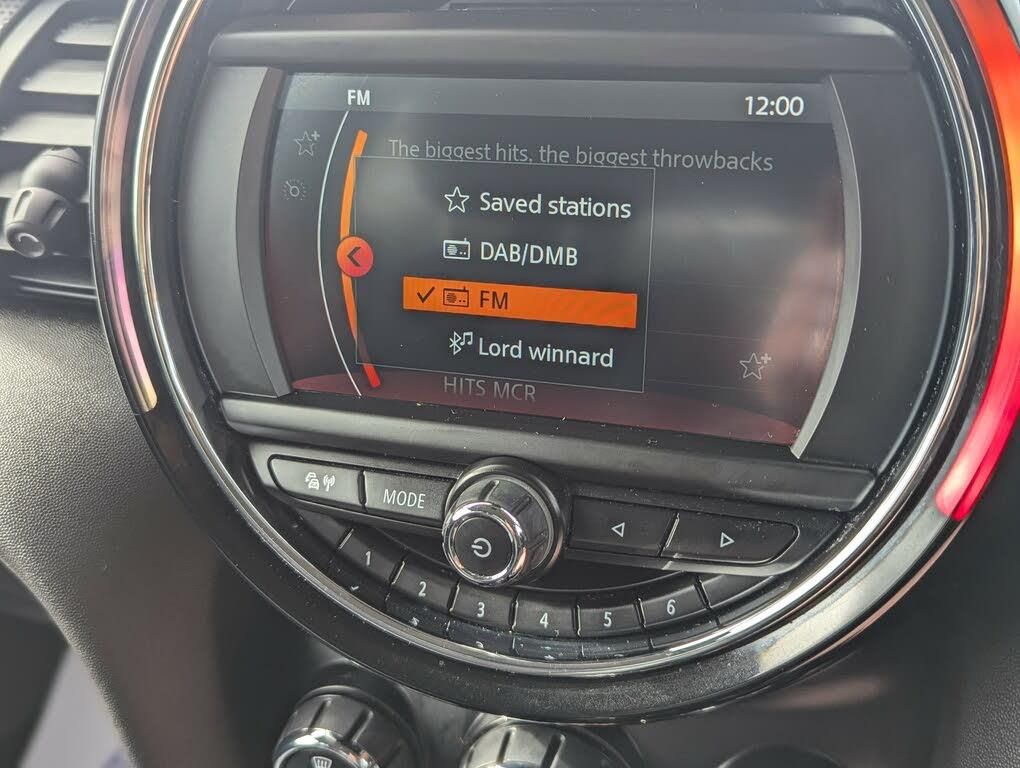 FM
12:00
The biggest hits, the biggest throwbacks
Saved stations
DAB/DMB
FM
Lord winnard
HITS MCR
MODE
1
2
3
4
5
6